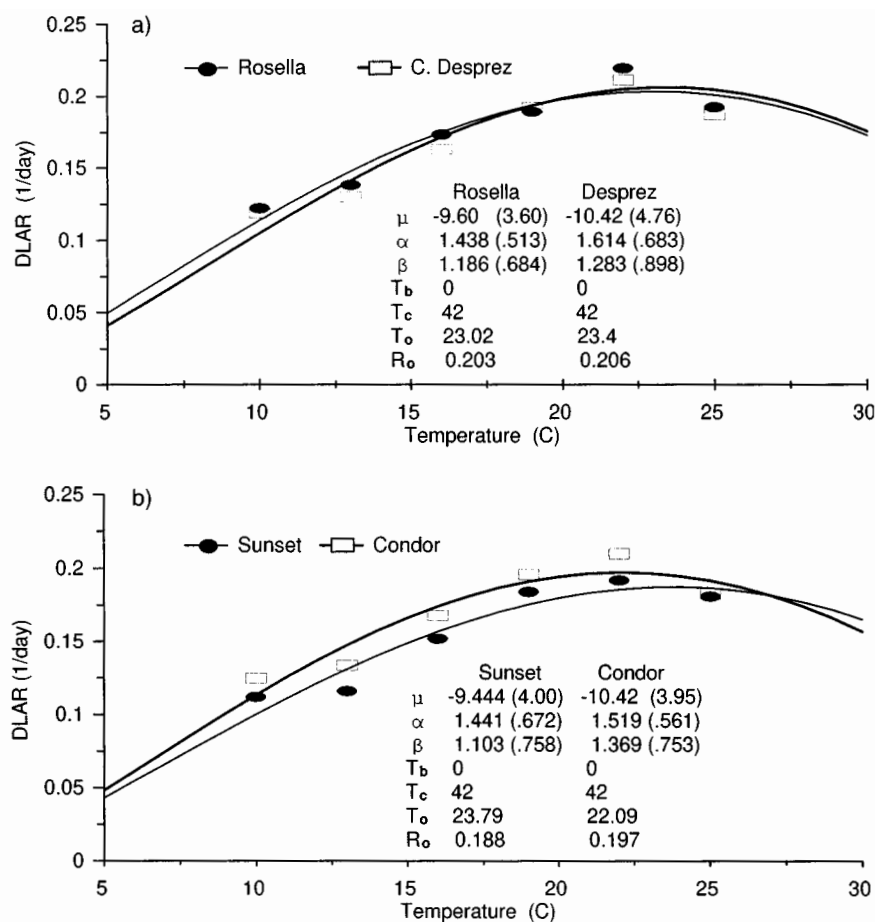 a)
0.25
Rosella C. Desprez
0.2
DLAR (1/day)
0.15
Rosella Desprez
μ -9.60 (3.60) -10.42 (4.76)
α 1.438 (.513) 1.614 (.683)
0.1
β 1.186 (.684) 1.283 (.898)
Tb 0 0
0.05
Tc 42 42
To 23.02 23.4
Ro 0.203 0.206
0
5 10 15 20 25 30
Temperature (C)
b)
0.25
Sunset Condor
0.2
DLAR (1/day)
0.15
Sunset Condor
μ -9.444 (4.00) -10.42 (3.95)
0.1
α 1.441 (.672) 1.519 (.561)
β 1.103 (.758) 1.369 (.753)
Tb 0 0
0.05
Tc 42 42
To 23.79 22.09
Ro 0.188 0.197
0
5 10 15 20 25 30
Temperature (C)